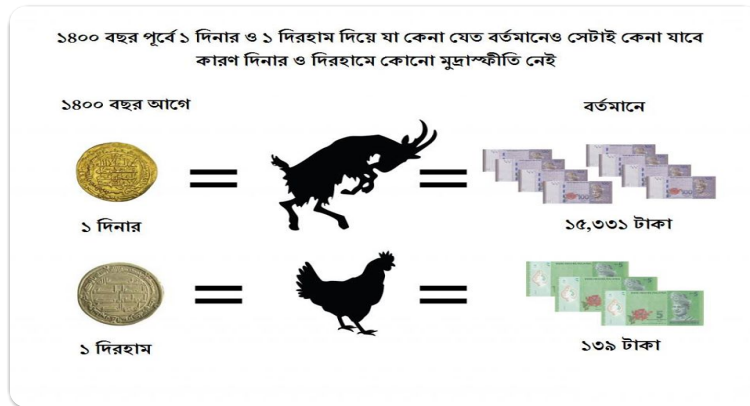 ১৪০০ বছর পূর্বে ১ দিনার ও ১ দিরহাম দিয়ে যা কেনা যেত বর্তমানেও সেটাই কেনা যাবে
কারণ দিনার ও দিরহামে কোনো মুদ্রাস্ফীতি নেই
১৪০০ বছর আগে
বর্তমানে
১ দিনার
১৫,৩৩১ টাকা
১ দিরহাম
১৩৯ টাকা